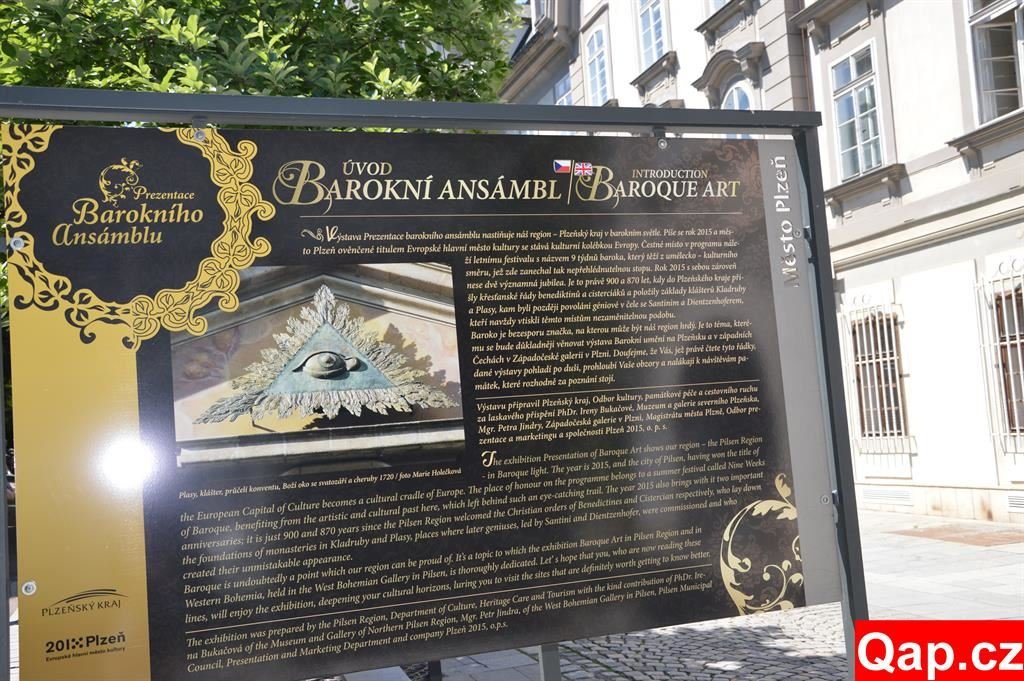 Prezentace
Barokního
Ansámblu
ÚVOD
BAROKNÍ ANSÁMBL
INTRODUCTION
BAROQUE ART
Město Plzeň
Výstava Prezentace barokního ansámblu nastiňuje náš region – Plzeňský kraj v barokním světle. Píše se rok 2015 a měs-
to Plzeň ověnčené titulem Evropské hlavní město kultury se stává kulturní kolébkou Evropy. Čestné místo v programu nále-
ží letnímu festivalu s názvem 9 týdnů baroka, který těží z umělecko – kulturního
směru, jež zde zanechal tak nepřehlédnutelnou stopu. Rok 2015 s sebou zároveň
nese dvě významná jubilea. Je to právě 900 a 870 let, kdy do Plzeňského kraje při-
šly křesťanské řády benediktinů a cisterciáků a položily základy klášterů Kladruby
a Plasy, kam byli později povoláni géniové v čele se Santinim a Dientzenhoferem,
kteří navždy vtiskli těmto místům nezaměnitelnou podobu.
Baroko je bezesporu značka, na kterou může být náš region hrdý. Je to téma, které-
mu se bude důkladněji věnovat výstava Barokní umění na Plzeňsku a v západních
Čechách v Západočeské galerii v Plzni. Doufejme, že Vás, jež právě čtete tyto řádky,
dané výstavy pohladí po duši, prohloubí Vaše obzory a nalákají k návštěvám pa-
mátek, které rozhodně za poznání stojí.
Výstavu připravil Plzeňský kraj, Odbor kultury, památkové péče a cestovního ruchu
za laskavého přispění PhDr. Ireny Bukačové, Muzeum a galerie severního Plzeňska,
Mgr. Petra Jindry, Západočeská galerie v Plzni, Magistrátu města Plzně, Odbor pre-
zentace a marketingu a společnosti Plzeň 2015, o. p. s.
Plasy, klášter, průčelí konventu, Boží oko se svatozáří a cheruby 1720 / foto Marie Holečková
The exhibition Presentation of Baroque Art shows our region – the Pilsen Region
- in Baroque light. The year is 2015, and the city of Pilsen, having won the title of
the European Capital of Culture becomes a cultural cradle of Europe. The place of honour on the programme belongs to a summer festival called Nine Weeks
of Baroque, benefiting from the artistic and cultural past here, which left behind such an eye-catching trail. The year 2015 also brings with it two important
anniversaries; it is just 900 and 870 years since the Pilsen Region welcomed the Christian orders of Benedictines and Cistercian respectively, who lay down
the foundations of monasteries in Kladruby and Plasy, places where later geniuses, led by Santini and Dientzenhofer, were commissioned and who
created their unmistakable appearance.
Baroque is undoubtedly a point which our region can be proud of. It's a topic to which the exhibition Baroque Art in Pilsen Region and in
Western Bohemia, held in the West Bohemian Gallery in Pilsen, is thoroughly dedicated. Let´s hope that you, who are now reading these
lines, will enjoy the exhibition, deepening your cultural horizons, luring you to visit the sites that are definitely worth getting to know better.
The exhibition was prepared by the Pilsen Region, Department of Culture, Heritage Care and Tourism with the kind contribution of PhDr. Ire-
na Bukačová of the Museum and Gallery of Northern Pilsen Region, Mgr. Petr Jindra, of the West Bohemian Gallery in Pilsen, Pilsen Municipal
Council, Presentation and Marketing Department and company Plzeň 2015, o.p.s.
PLZEŇSKÝ KRAJ
2015 Plzeň
Evropské hlavní město kultury
Qap.cz